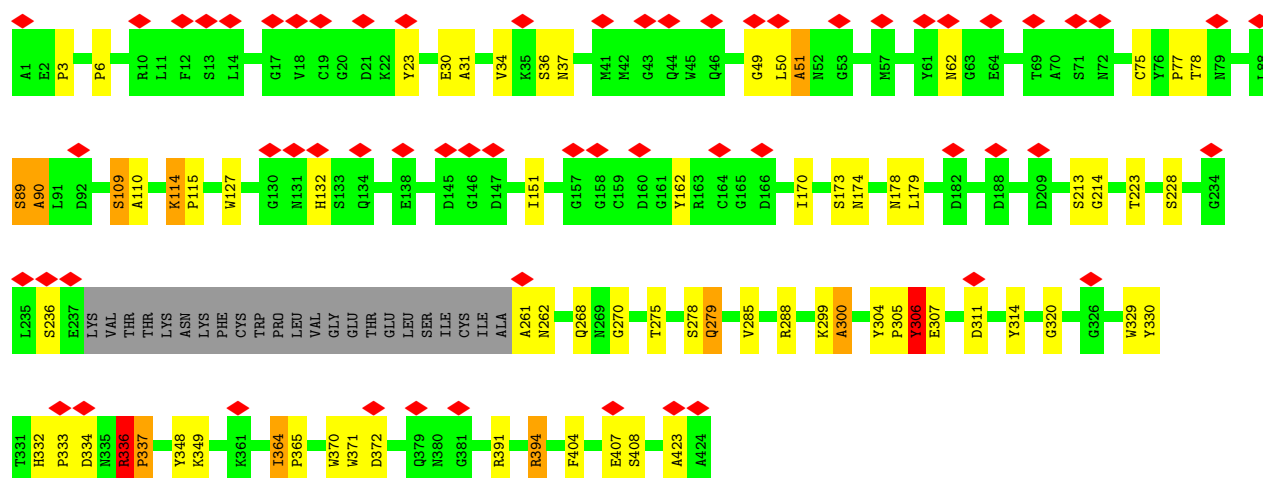 A1 E2 P3 P6 R10 L11 F12 S13 L14 G17 V18 C19 G20 D21 K22 Y23 E30 A31 V34 K35 S36 N37 M41 M42 G43 Q44 W45 Q46 G49 L50 A51 N52 G53 M57 Y61 N62 G63 E64 T69 A70 S71 N72 C75 Y76 P77 T78 N79 L88
S89 A90 L91 D92 S109 A110 K114 P115 W127 G130 N131 H132 S133 Q134 E138 D145 G146 D147 I151 G157 G158 C159 D160 G161 Y162 R163 C164 G165 D166 I170 S173 N174 N178 L179 D182 D188 D209 S213 G214 T223 S228 G234
L235 S236 E237 LYS VAL THR THR LYS ASN LYS PHE CYS TRP PRO LEU VAL GLY GLU THR GLU LEU SER ILE CYS ILE ALA A261 N262 Q268 N269 G270 T275 S278 Q279 V285 R288 K299 A300 Y304 P305 Y306 E307 D311 Y314 G320 G326 W329 Y330
T331 H332 P333 D334 N335 R336 P337 Y348 K349 K361 I364 P365 W370 W371 D372 Q379 N380 G381 R391 R394 F404 E407 S408 A423 A424